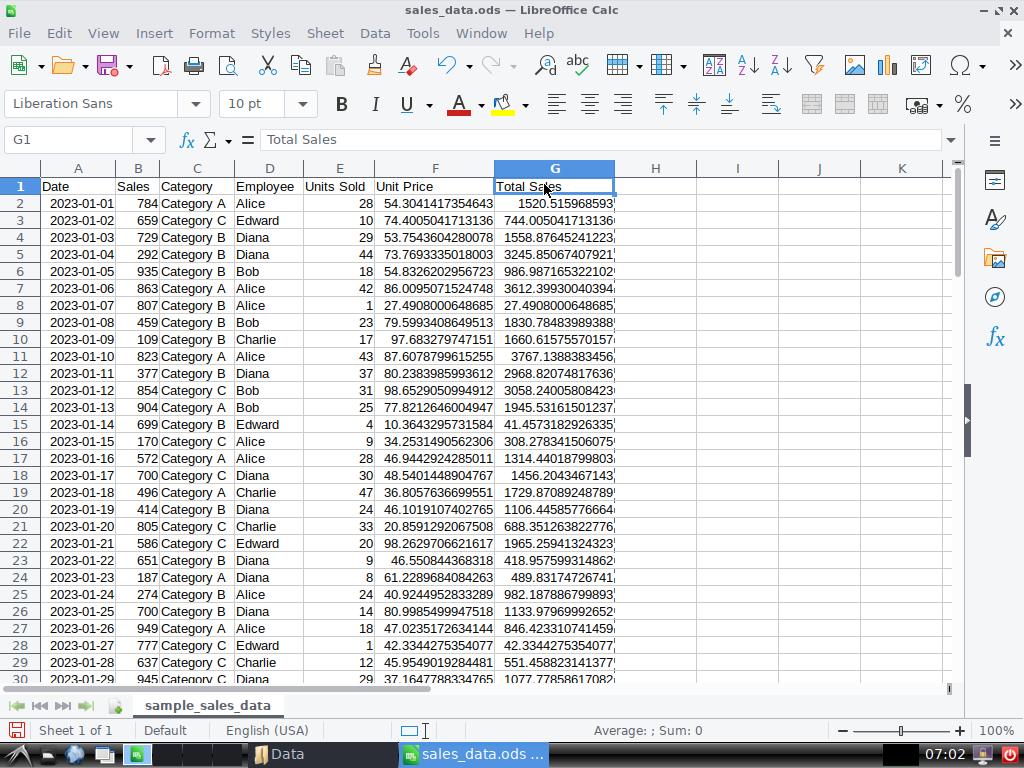 sales_data.ods — LibreOffice Calc
File Edit View Insert Format Styles Sheet Data Tools Window Help
Liberation Sans 10 pt
G1 Total Sales
A B C D E F G H I J K
1 Date Sales Category Employee Units Sold Unit Price Total Sales
2 2023-01-01 784 Category A Alice 28 54.3041417354643 1520.515968593
3 2023-01-02 659 Category C Edward 10 74.4005041713136 744.005041713136
4 2023-01-03 729 Category B Diana 29 53.7543604280078 1558.87645241223
5 2023-01-04 292 Category B Diana 44 73.7693335018003 3245.85067407921
6 2023-01-05 935 Category B Bob 18 54.8326202956723 986.987165322102
7 2023-01-06 863 Category A Alice 42 86.0095071524748 3612.39930040394
8 2023-01-07 807 Category B Alice 1 27.4908000648685 27.4908000648685
9 2023-01-08 459 Category B Bob 23 79.5993408649513 1830.78483989388
10 2023-01-09 109 Category B Charlie 17 97.683279747151 1660.61575570157
11 2023-01-10 823 Category A Alice 43 87.6078799615255 3767.1388383456
12 2023-01-11 377 Category B Diana 37 80.2383985993612 2968.82074817636
13 2023-01-12 854 Category C Bob 31 98.6529050994912 3058.240058084​23
14 2023-01-13 904 Category A Bob 25 77.8212646004947 1945.53161501237
15 2023-01-14 699 Category B Edward 4 10.3643295731584 41.4573182926335
16 2023-01-15 170 Category C Alice 9 34.2531490562306 308.278341506075
17 2023-01-16 572 Category A Alice 28 46.9442924285011 1314.44018799803
18 2023-01-17 700 Category C Diana 30 48.5401448904767 1456.2043467143
19 2023-01-18 496 Category A Charlie 47 36.8057636699551 1729.87089248789
20 2023-01-19 414 Category B Diana 24 46.1019107402765 1106.44585776664
21 2023-01-20 805 Category C Charlie 33 20.8591292067508 688.351263822776
22 2023-01-21 586 Category C Edward 20 98.2629706621617 1965.25941324323
23 2023-01-22 651 Category B Diana 9 46.550844368318 418.957599314862
24 2023-01-23 187 Category A Diana 8 61.2289684084263 489.83174726741
25 2023-01-24 274 Category B Alice 24 40.9244952833289 982.187886799893
26 2023-01-25 700 Category B Diana 14 80.9985499947518 1133.97969992652
27 2023-01-26 949 Category A Alice 18 47.0235172634144 846.423310741459
28 2023-01-27 777 Category C Edward 1 42.3344275354077 42.3344275354077
29 2023-01-28 637 Category C Charlie 12 45.9549019284481 551.458823141377
30 2023-01-29 945 Category C Diana 29 37.1647788334765 1077.77858617082
sample_sales_data
Sheet 1 of 1 Default English (USA) Average: ; Sum: 0 100%
Data sales_data.ods ... 07:02